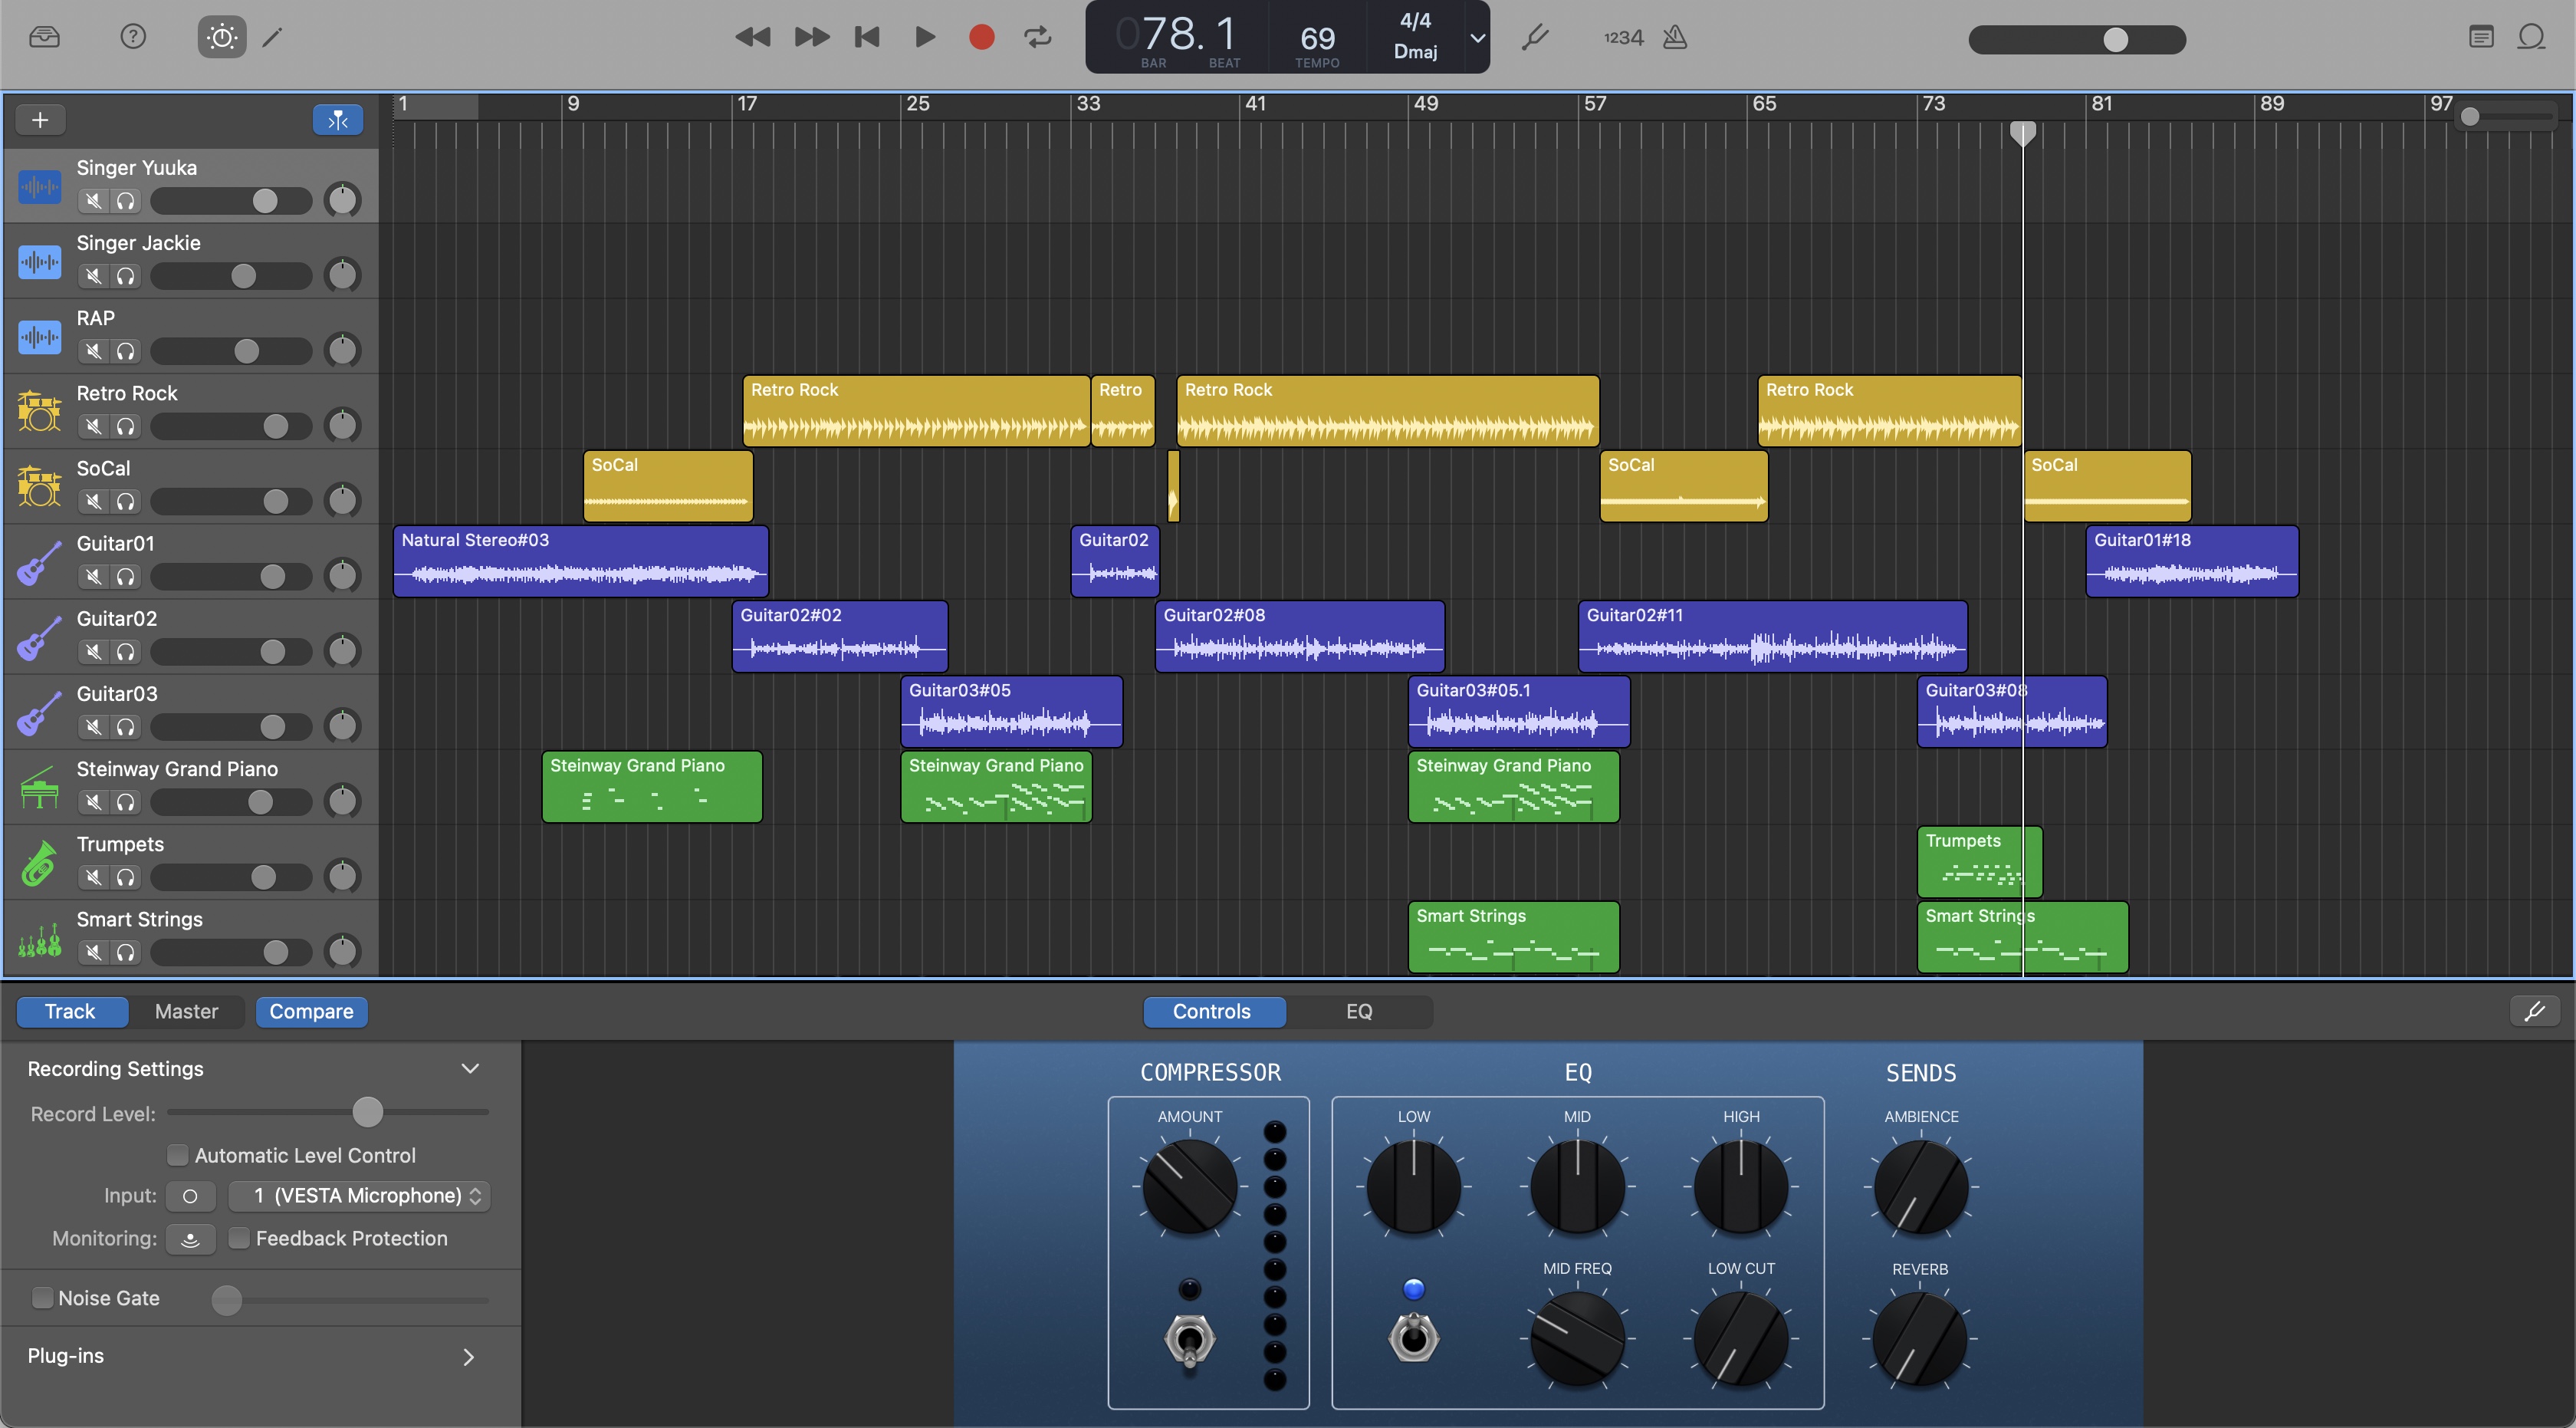 078. 1
BAR
BEAT
69
TEMPO
4/4
Dmaj
1234
1 9 17 25 33 41 49 57 65 73 81 89 97
Singer Yuuka
Singer Jackie
RAP
Retro Rock
Retro Rock
Retro
Retro Rock
Retro Rock
SoCal
SoCal
SoCal
SoCal
Guitar01
Natural Stereo#03
Guitar02
Guitar01#18
Guitar02
Guitar02#02
Guitar02#08
Guitar02#11
Guitar03
Guitar03#05
Guitar03#05.1
Guitar03#08
Steinway Grand Piano
Steinway Grand Piano
Steinway Grand Piano
Steinway Grand Piano
Trumpets
Trumpets
Smart Strings
Smart Strings
Smart Strings
Track
Master
Compare
Controls
EQ
Recording Settings
Record Level:
Automatic Level Control
Input:
1 (VESTA Microphone)
Monitoring:
Feedback Protection
Noise Gate
Plug-ins
COMPRESSOR
AMOUNT
EQ
LOW
MID
HIGH
MID FREQ
LOW CUT
SENDS
AMBIENCE
REVERB